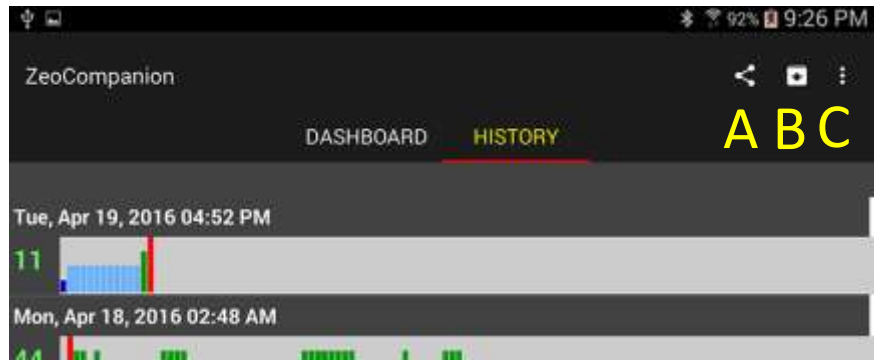 92% 9:26 PM
ZeoCompanion
A B C
DASHBOARD HISTORY
Tue, Apr 19, 2016 04:52 PM
11
Mon, Apr 18, 2016 02:48 AM
44